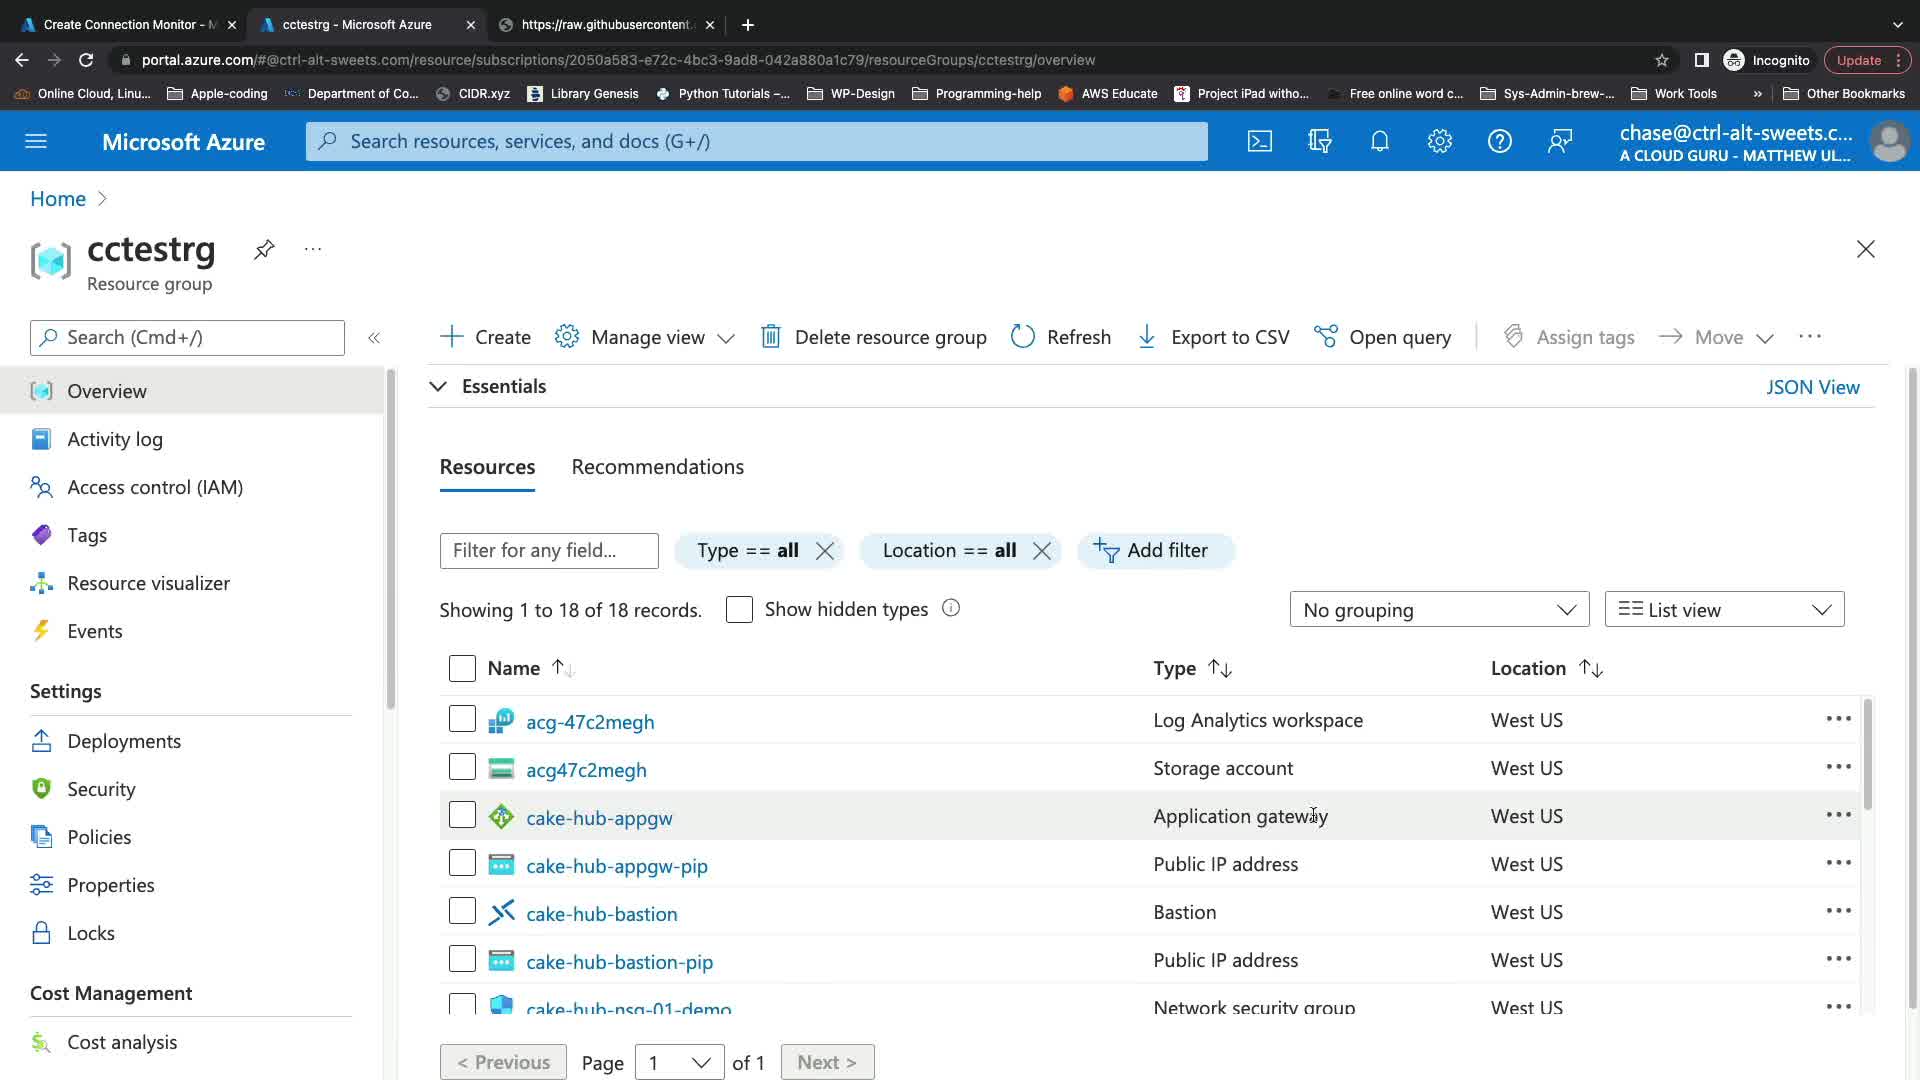 Create Connection Monitor - M
cctestrg - Microsoft Azure
https://raw.githubusercontent.
portal.azure.com/#@ctrl-alt-sweets.com/resource/subscriptions/2050a583-e72c-4bc3-9ad8-042a880a1c79/resourceGroups/cctestrg/overview
Incognito
Update
Online Cloud, Linu...
Apple-coding
Department of Co...
CIDR.xyz
Library Genesis
Python Tutorials –...
WP-Design
Programming-help
AWS Educate
Project iPad witho...
Free online word c...
Sys-Admin-brew-...
Work Tools
»
Other Bookmarks
Microsoft Azure
Search resources, services, and docs (G+/)
chase@ctrl-alt-sweets.c...
A CLOUD GURU - MATTHEW UL...
Home >
cctestrg
...
Resource group
Search (Cmd+/)
«
Create
Manage view
Delete resource group
Refresh
Export to CSV
Open query
Assign tags
Move
...
Overview
Activity log
Access control (IAM)
Tags
Resource visualizer
Events
Settings
Deployments
Security
Policies
Properties
Locks
Cost Management
Cost analysis
Essentials
JSON View
Resources
Recommendations
Filter for any field...
Type == all
Location == all
Add filter
Showing 1 to 18 of 18 records.
Show hidden types
No grouping
List view
Name ↑↓
Type ↑↓
Location ↑↓
acg-47c2megh Log Analytics workspace West US ...
acg47c2megh Storage account West US ...
cake-hub-appgw Application gateway West US ...
cake-hub-appgw-pip Public IP address West US ...
cake-hub-bastion Bastion West US ...
cake-hub-bastion-pip Public IP address West US ...
cake-hub-nsg-01-demo Network security group West US ...
< Previous
Page 1 of 1
Next >